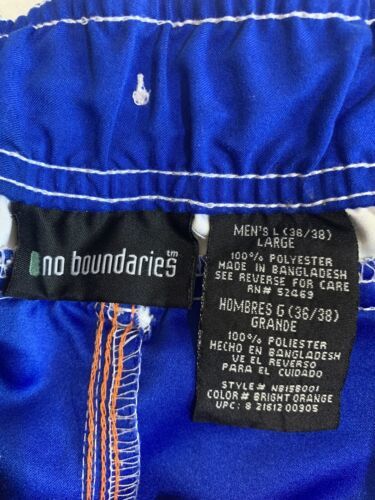 no boundaries™
MEN'S L (36/38)
LARGE
100% POLYESTER
MADE IN BANGLADESH
SEE REVERSE FOR CARE
RN# 52469
HOMBRES G (36/38)
GRANDE
100% POLIESTER
HECHO EN BANGLADESH
VE EL REVERSO
PARA EL CUIDADO
STYLE# NB158001
COLOR# BRIGHT ORANGE
UPC: 8 21612 00905